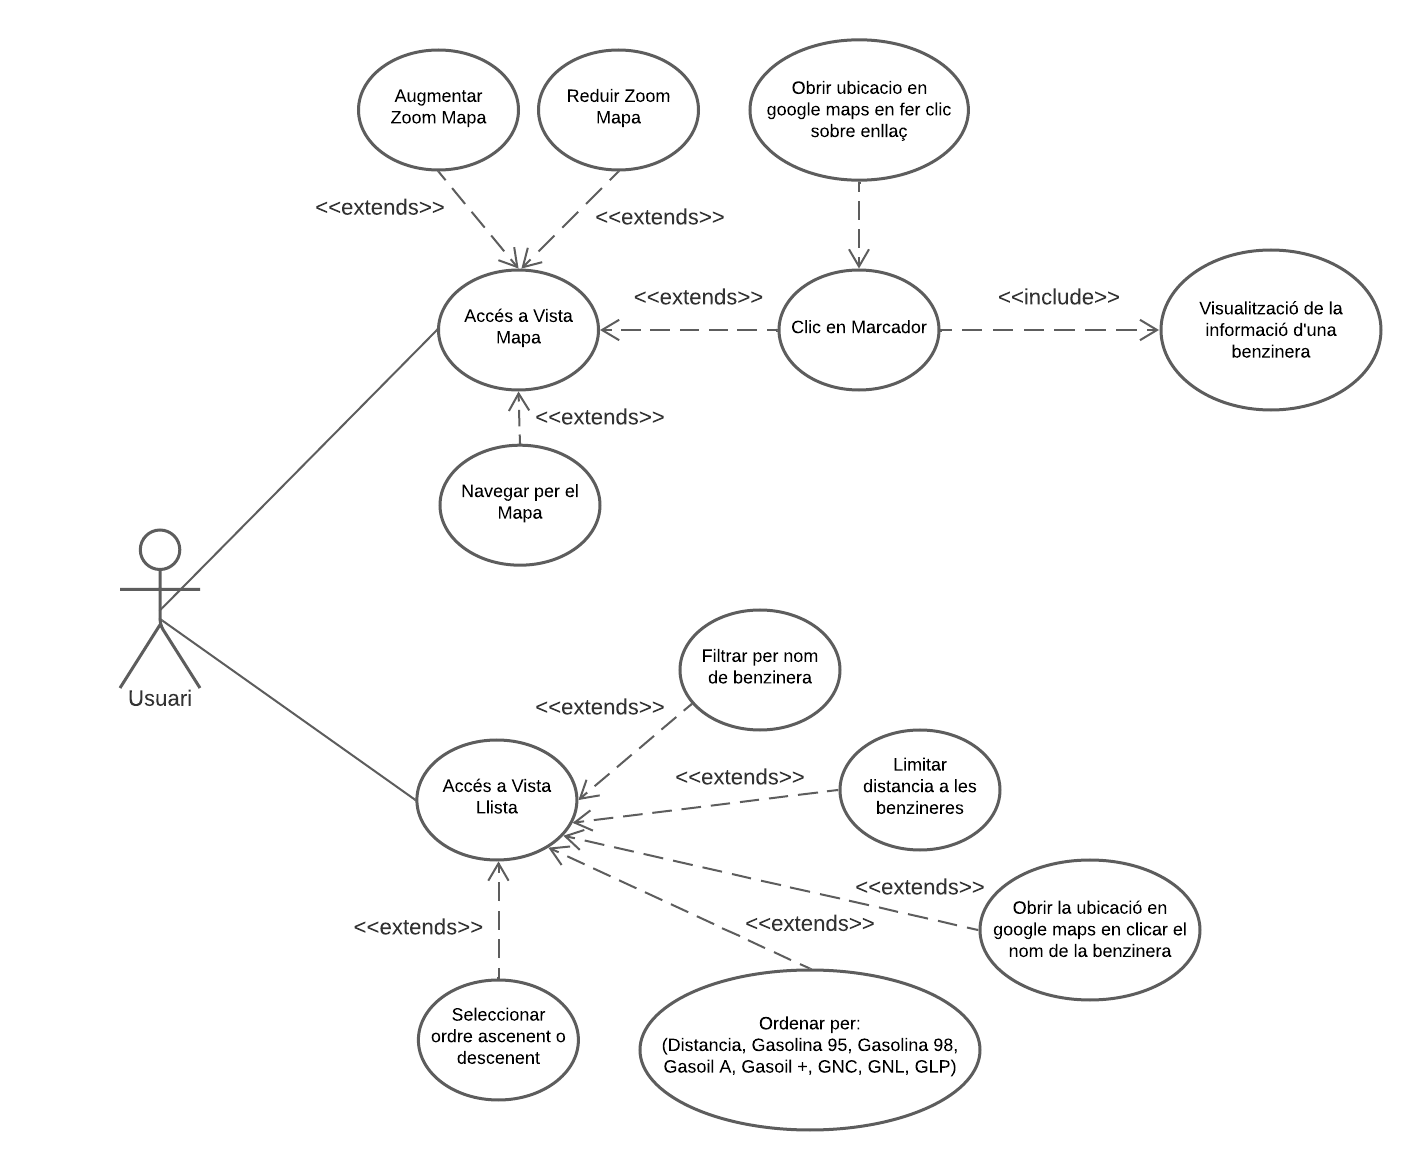 Augmentar
Zoom Mapa
Reduir Zoom
Mapa
Obrir ubicacio en
google maps en fer clic
sobre enllaç
<<extends>>
<<extends>>
Accés a Vista
Mapa
<<extends>>
Clic en Marcador
<<include>>
Visualització de la
informació d'una
benzinera
<<extends>>
Navegar per el
Mapa
Usuari
Filtrar per nom
de benzinera
<<extends>>
Limitar
distancia a les
benzineres
<<extends>>
Accés a Vista
Llista
<<extends>>
Obrir la ubicació en
google maps en clicar el
nom de la benzinera
<<extends>>
<<extends>>
Seleccionar
ordre ascenent o
descenent
Ordenar per:
(Distancia, Gasolina 95, Gasolina 98,
Gasoil A, Gasoil +, GNC, GNL, GLP)